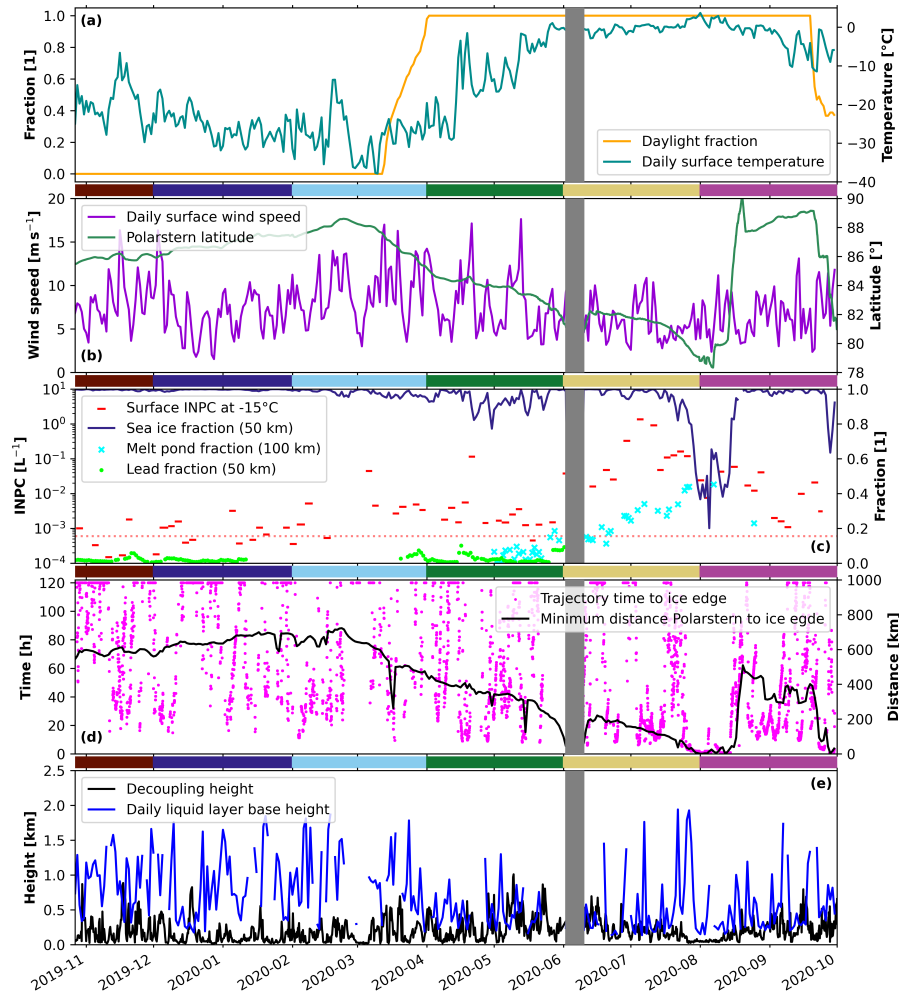 (a)
Fraction [1]
1.0
0.8
0.6
0.4
0.2
0.0
Daylight fraction
Daily surface temperature
0
−10
−20
−30
−40
Temperature [°C]
Wind speed [m s⁻¹]
20
15
10
5
0
Daily surface wind speed
Polarstern latitude
(b)
90
88
86
84
82
80
78
Latitude [°]
INPC [L⁻¹]
10¹
10⁰
10⁻¹
10⁻²
10⁻³
10⁻⁴
Surface INPC at -15°C
Sea ice fraction (50 km)
Melt pond fraction (100 km)
Lead fraction (50 km)
(c)
1.0
0.8
0.6
0.4
0.2
0.0
Fraction [1]
Time [h]
120
100
80
60
40
20
0
Trajectory time to ice edge
Minimum distance Polarstern to ice egde
(d)
1000
800
600
400
200
0
Distance [km]
Height [km]
2.5
2.0
1.5
1.0
0.5
0.0
Decoupling height
Daily liquid layer base height
(e)
2019-11
2019-12
2020-01
2020-02
2020-03
2020-04
2020-05
2020-06
2020-07
2020-08
2020-09
2020-10